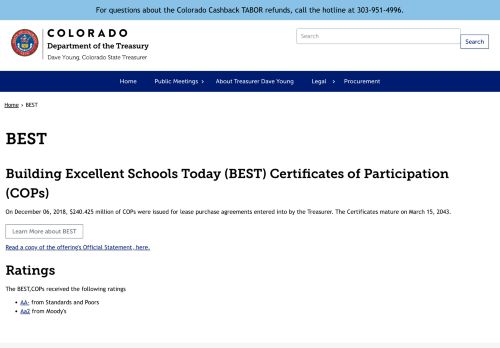 For questions about the Colorado Cashback TABOR refunds, call the hotline at 303-951-4996.
COLORADO
Department of the Treasury
Dave Young, Colorado State Treasurer
Search
Search
Home
Public Meetings ›
About Treasurer Dave Young
Legal ›
Procurement
Home › BEST
BEST
Building Excellent Schools Today (BEST) Certificates of Participation
(COPs)
On December 06, 2018, $240.425 million of COPs were issued for lease purchase agreements entered into by the Treasurer. The Certificates mature on March 15, 2043.
Learn More about BEST
Read a copy of the offering's Official Statement, here.
Ratings
The BEST,COPs received the following ratings
• AA- from Standards and Poors
• Aa2 from Moody's